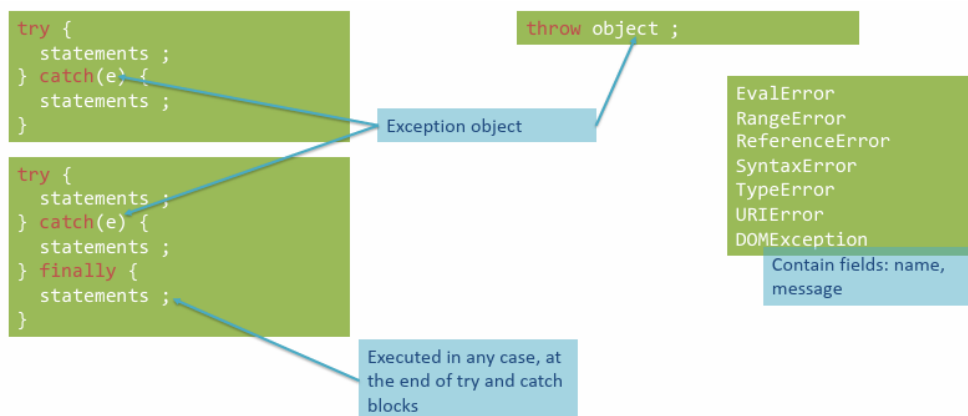 try {
  statements ;
} catch(e) {
  statements ;
}
try {
  statements ;
} catch(e) {
  statements ;
} finally {
  statements ;
}
throw object ;
Exception object
EvalError
RangeError
ReferenceError
SyntaxError
TypeError
URIError
DOMException
Contain fields: name,
message
Executed in any case, at
the end of try and catch
blocks